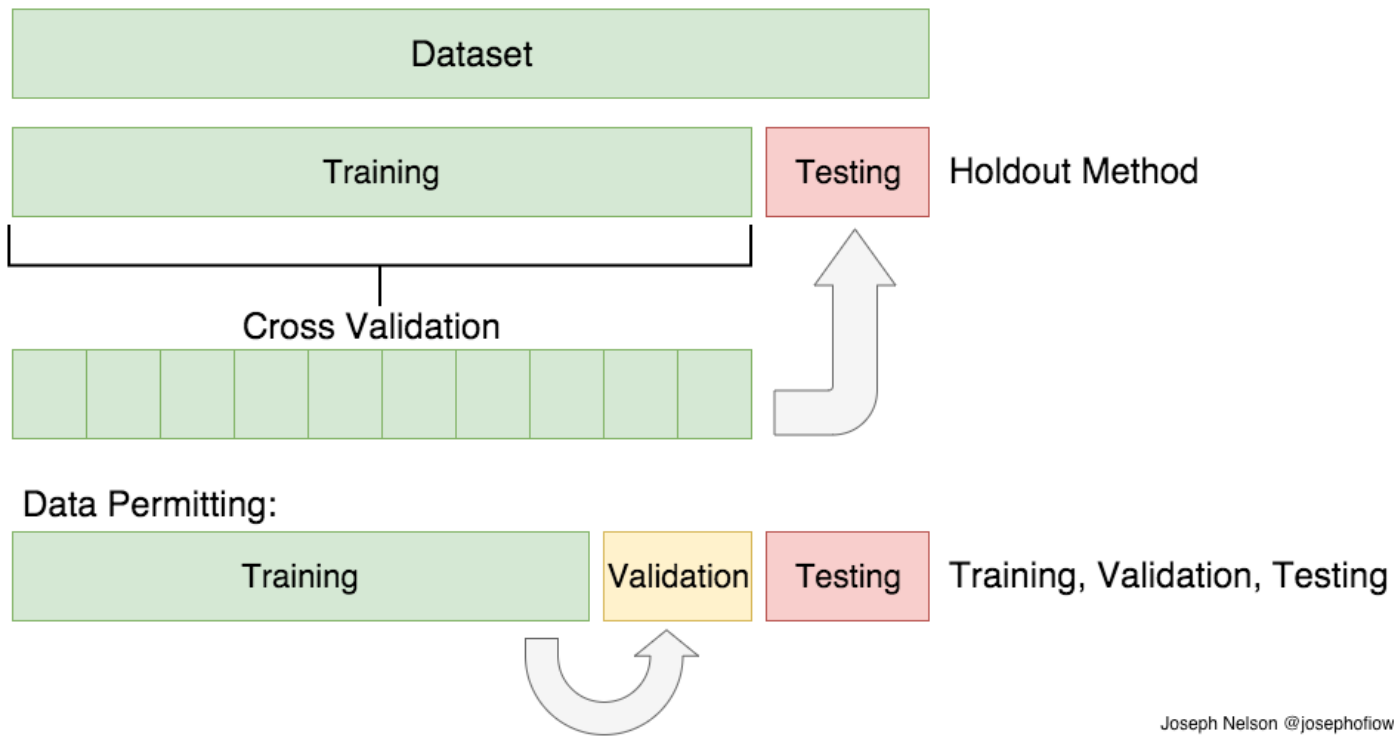 Dataset
Training
Testing
Holdout Method
Cross Validation
Data Permitting:
Training
Validation
Testing
Training, Validation, Testing
Joseph Nelson @josephofiow